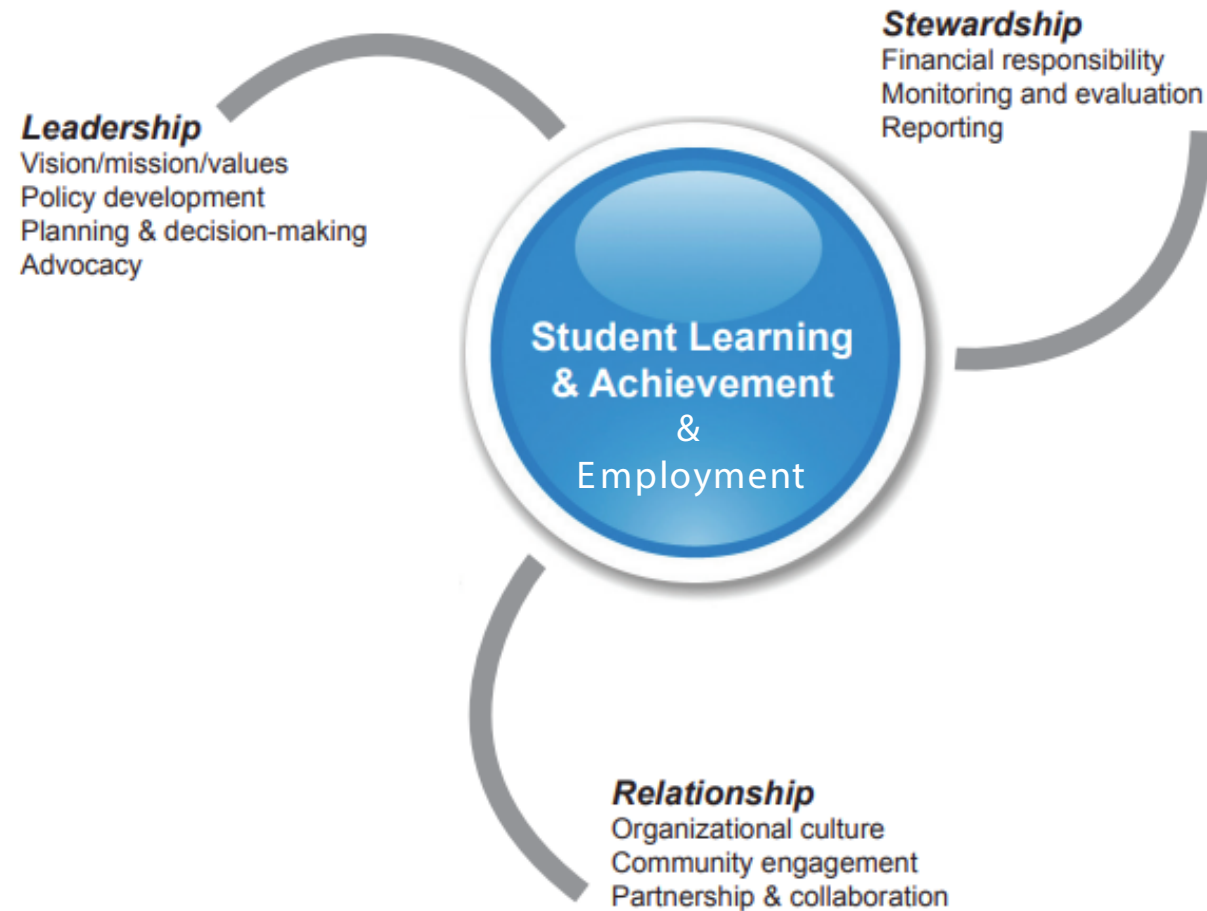 Leadership
Vision/mission/values
Policy development
Planning & decision-making
Advocacy
Stewardship
Financial responsibility
Monitoring and evaluation
Reporting
Student Learning
& Achievement
&
Employment
Relationship
Organizational culture
Community engagement
Partnership & collaboration